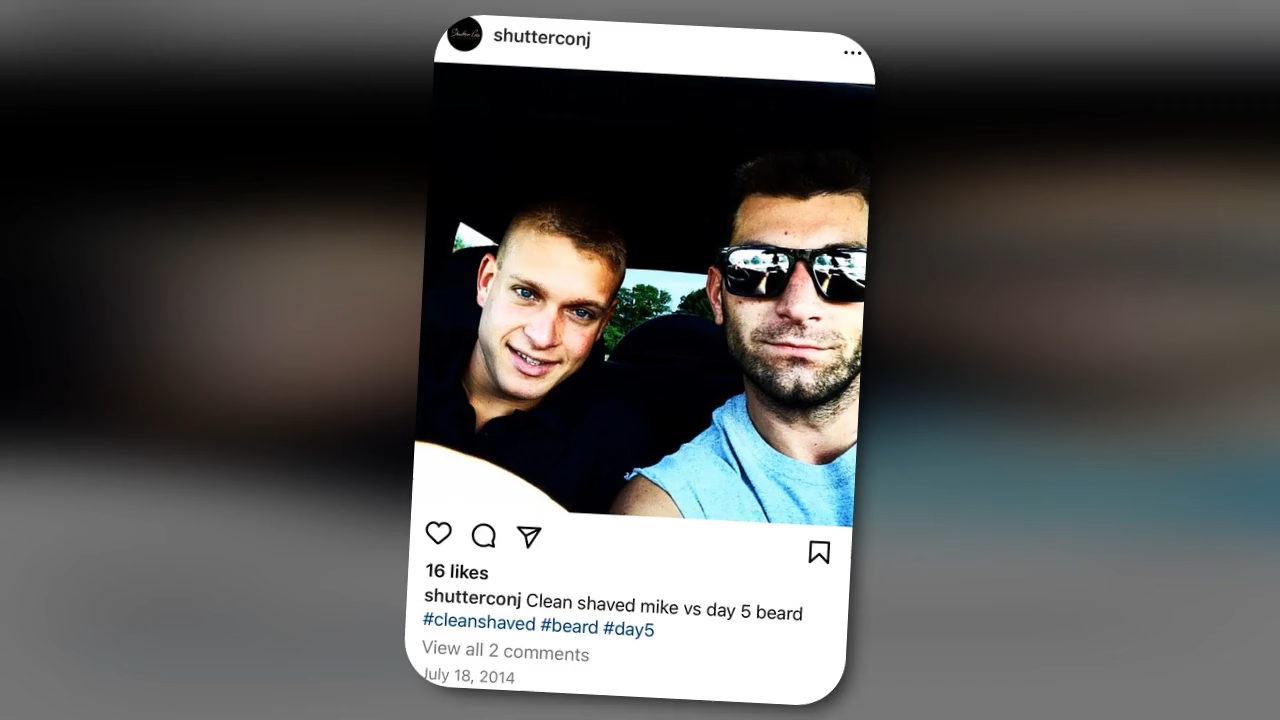 shutterconj
16 likes
shutterconj Clean shaved mike vs day 5 beard
#cleanshaved #beard #day5
View all 2 comments
July 18, 2014